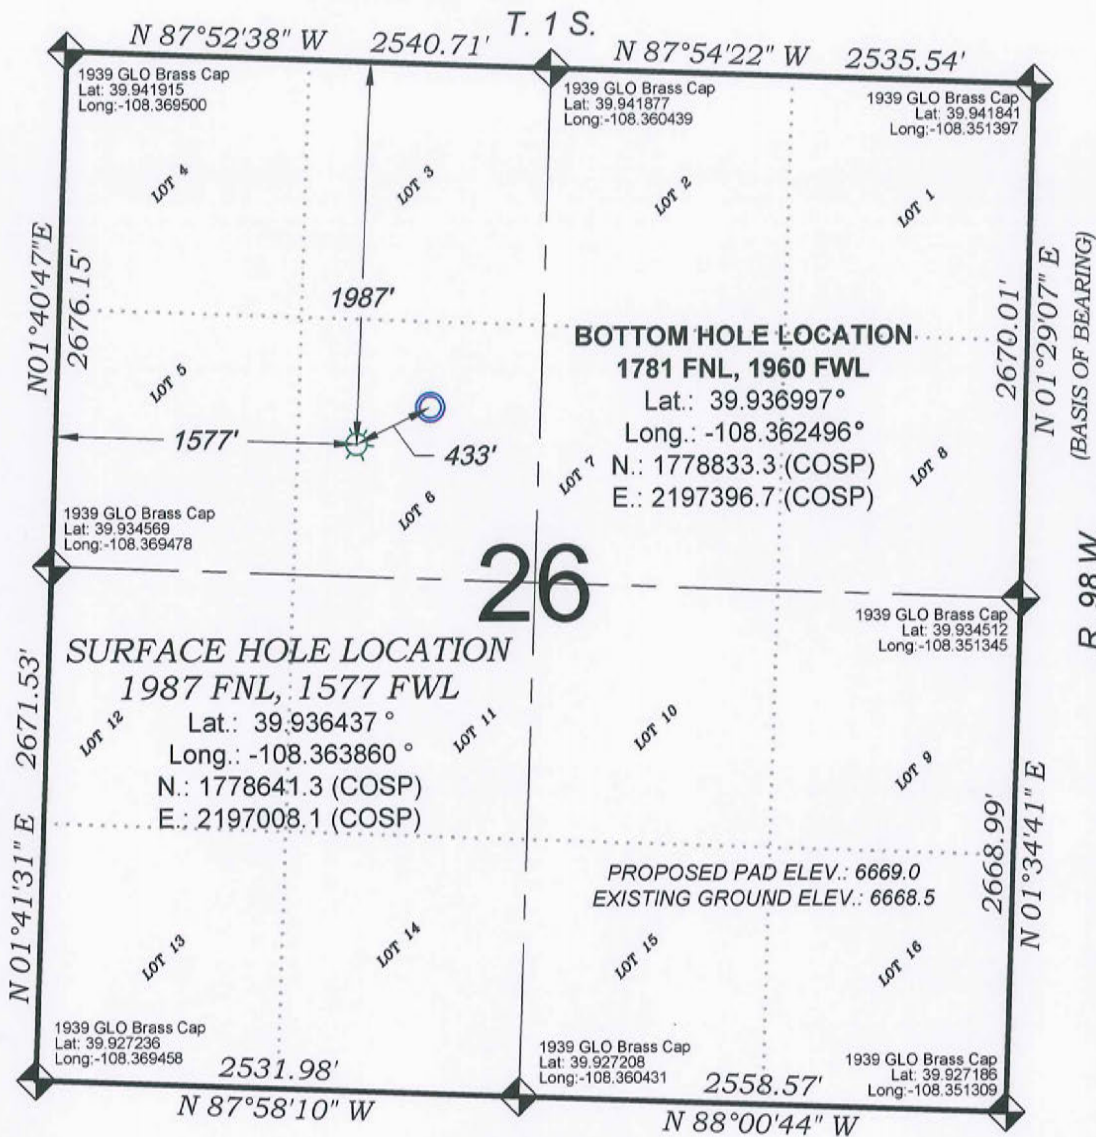 T. 1 S.
N 87°52'38" W 2540.71'
N 87°54'22" W 2535.54'
1939 GLO Brass Cap
Lat: 39.941915
Long:-108.369500
1939 GLO Brass Cap
Lat: 39.941877
Long:-108.360439
1939 GLO Brass Cap
Lat: 39.941841
Long:-108.351397
LOT 4
LOT 3
LOT 2
LOT 1
N01°40'47"E
2676.15'
1987'
2670.01'
N 01°29'07" E
(BASIS OF BEARING)
BOTTOM HOLE LOCATION
1781 FNL, 1960 FWL
Lat.: 39.936997°
Long.: -108.362496°
N.: 1778833.3 (COSP)
E.: 2197396.7 (COSP)
LOT 5
1577'
433'
LOT 6
LOT 7
LOT 8
1939 GLO Brass Cap
Lat: 39.934569
Long:-108.369478
26
R. 98 W.
1939 GLO Brass Cap
Lat: 39.934512
Long:-108.351345
SURFACE HOLE LOCATION
1987 FNL, 1577 FWL
Lat.: 39.936437 °
Long.: -108.363860 °
N.: 1778641.3 (COSP)
E.: 2197008.1 (COSP)
LOT 12
LOT 11
LOT 10
LOT 9
N 01°41'31" E 2671.53'
2668.99'
N 01°34'41" E
PROPOSED PAD ELEV.: 6669.0
EXISTING GROUND ELEV.: 6668.5
LOT 13
LOT 14
LOT 15
LOT 16
1939 GLO Brass Cap
Lat: 39.927236
Long:-108.369458
1939 GLO Brass Cap
Lat: 39.927208
Long:-108.360431
1939 GLO Brass Cap
Lat: 39.927186
Long:-108.351309
2531.98'
N 87°58'10" W
2558.57'
N 88°00'44" W